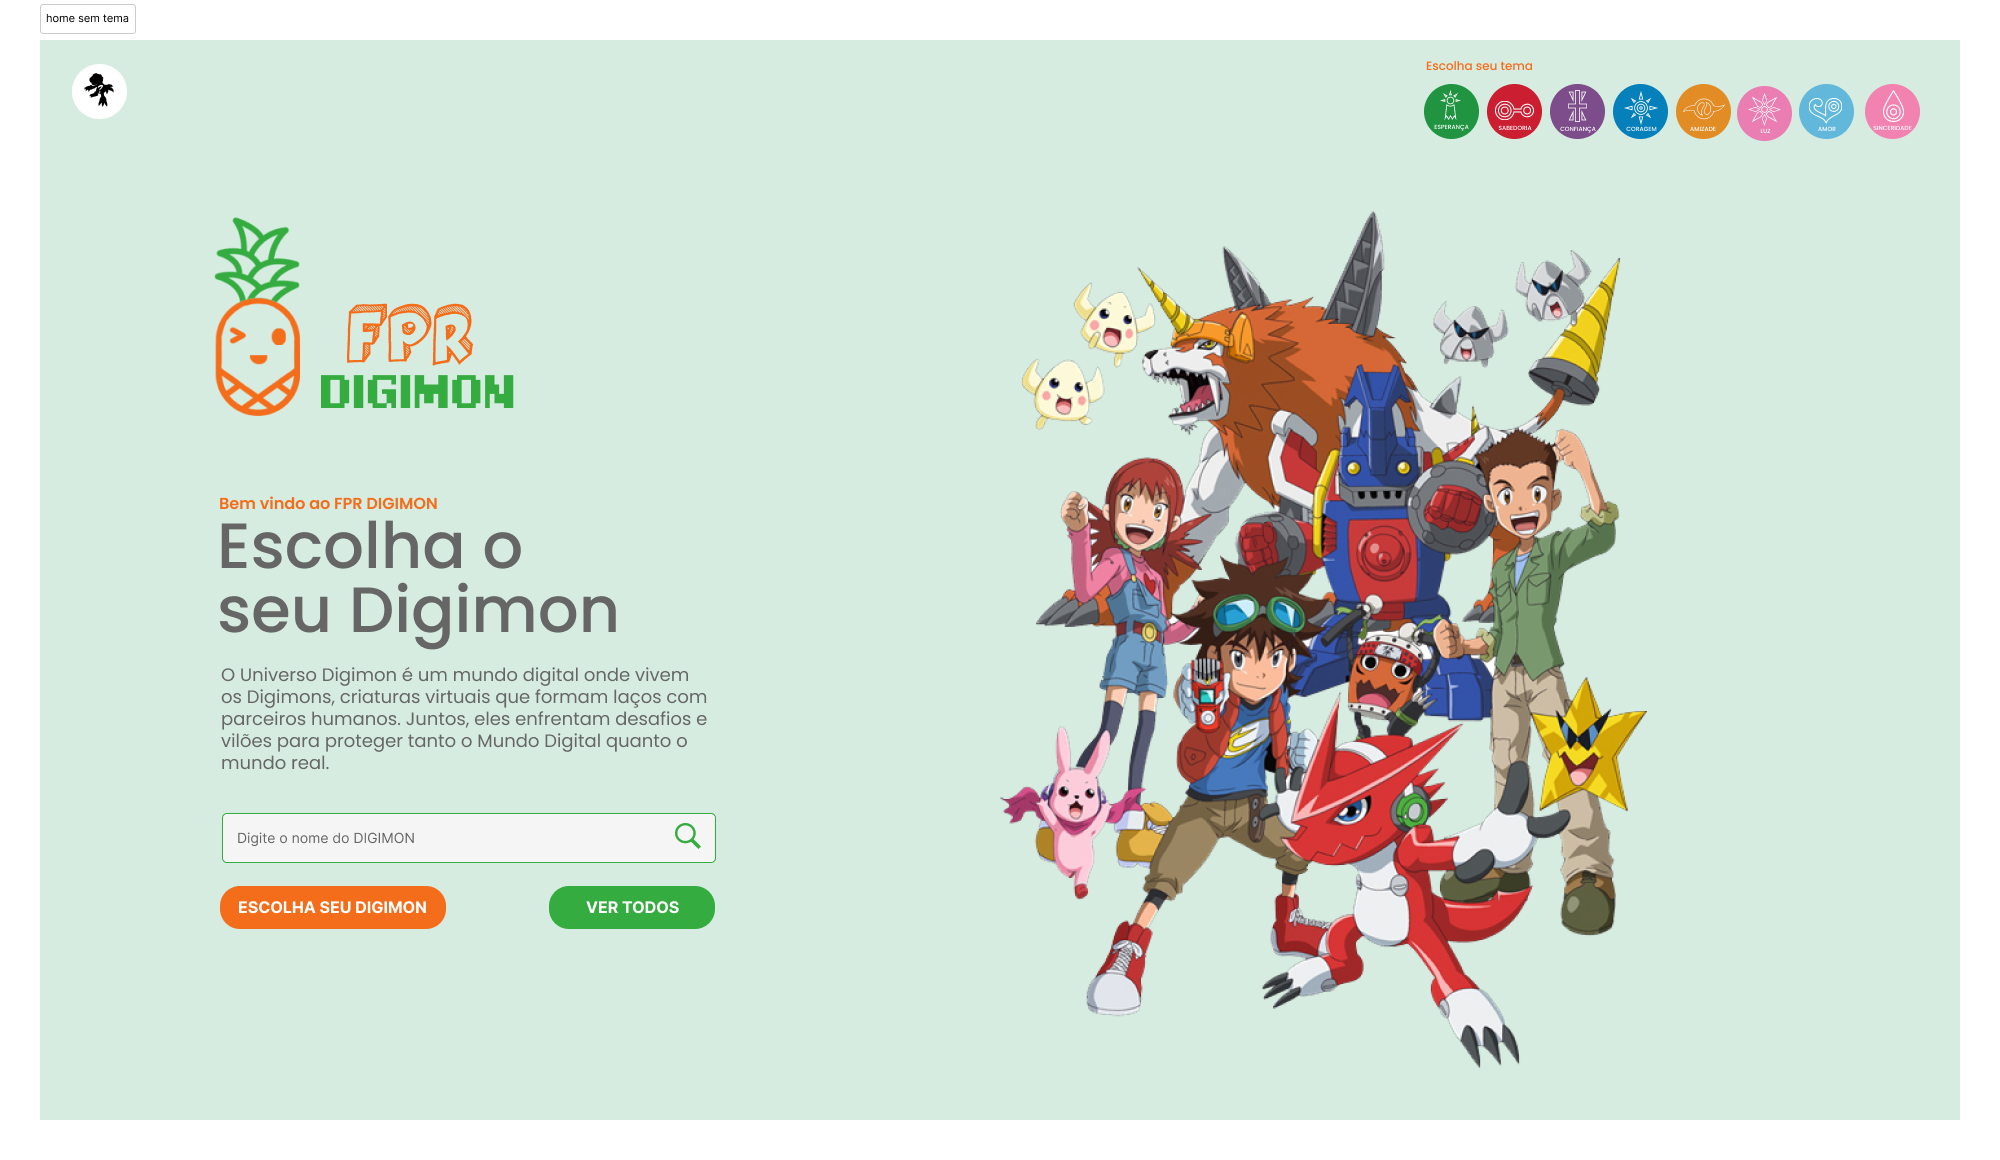 home sem tema
Escolha seu tema
ESPERANÇA
SABEDORIA
CONFIANÇA
CORAGEM
AMIZADE
LUZ
AMOR
SINCERIDADE
FPR
DIGIMON
Bem vindo ao FPR DIGIMON
Escolha o
seu Digimon
O Universo Digimon é um mundo digital onde vivem
os Digimons, criaturas virtuais que formam laços com
parceiros humanos. Juntos, eles enfrentam desafios e
vilões para proteger tanto o Mundo Digital quanto o
mundo real.
Digite o nome do DIGIMON
ESCOLHA SEU DIGIMON
VER TODOS